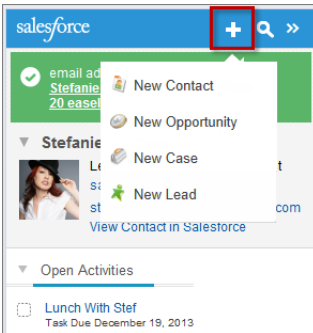 salesforce
email ad
Stefanie
20 easel
New Contact
New Opportunity
New Case
New Lead
Stefanie
Le
t
sa
st
com
View Contact in Salesforce
Open Activities
Lunch With Stef
Task Due December 19, 2013